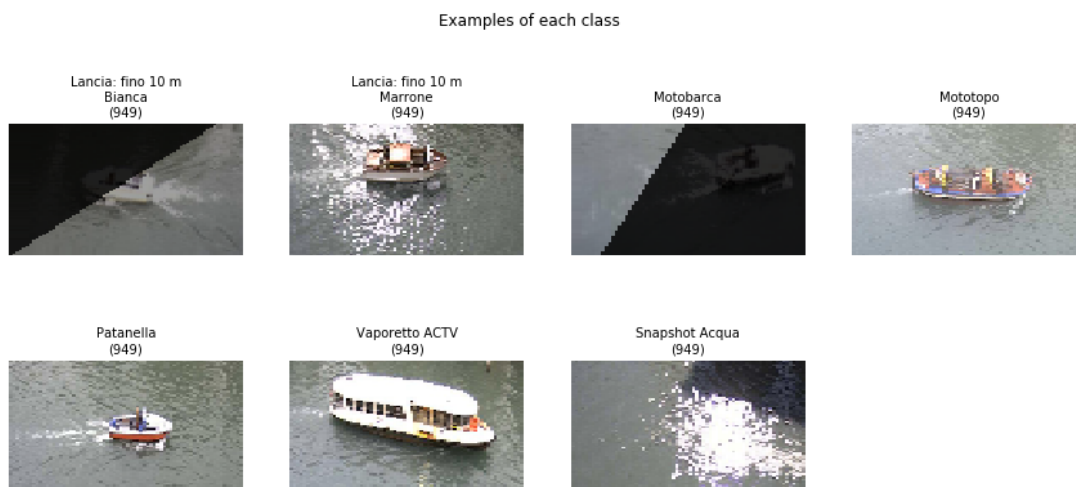 Examples of each class
Lancia: fino 10 m
Bianca
(949)
Lancia: fino 10 m
Marrone
(949)
Motobarca
(949)
Mototopo
(949)
Patanella
(949)
Vaporetto ACTV
(949)
Snapshot Acqua
(949)